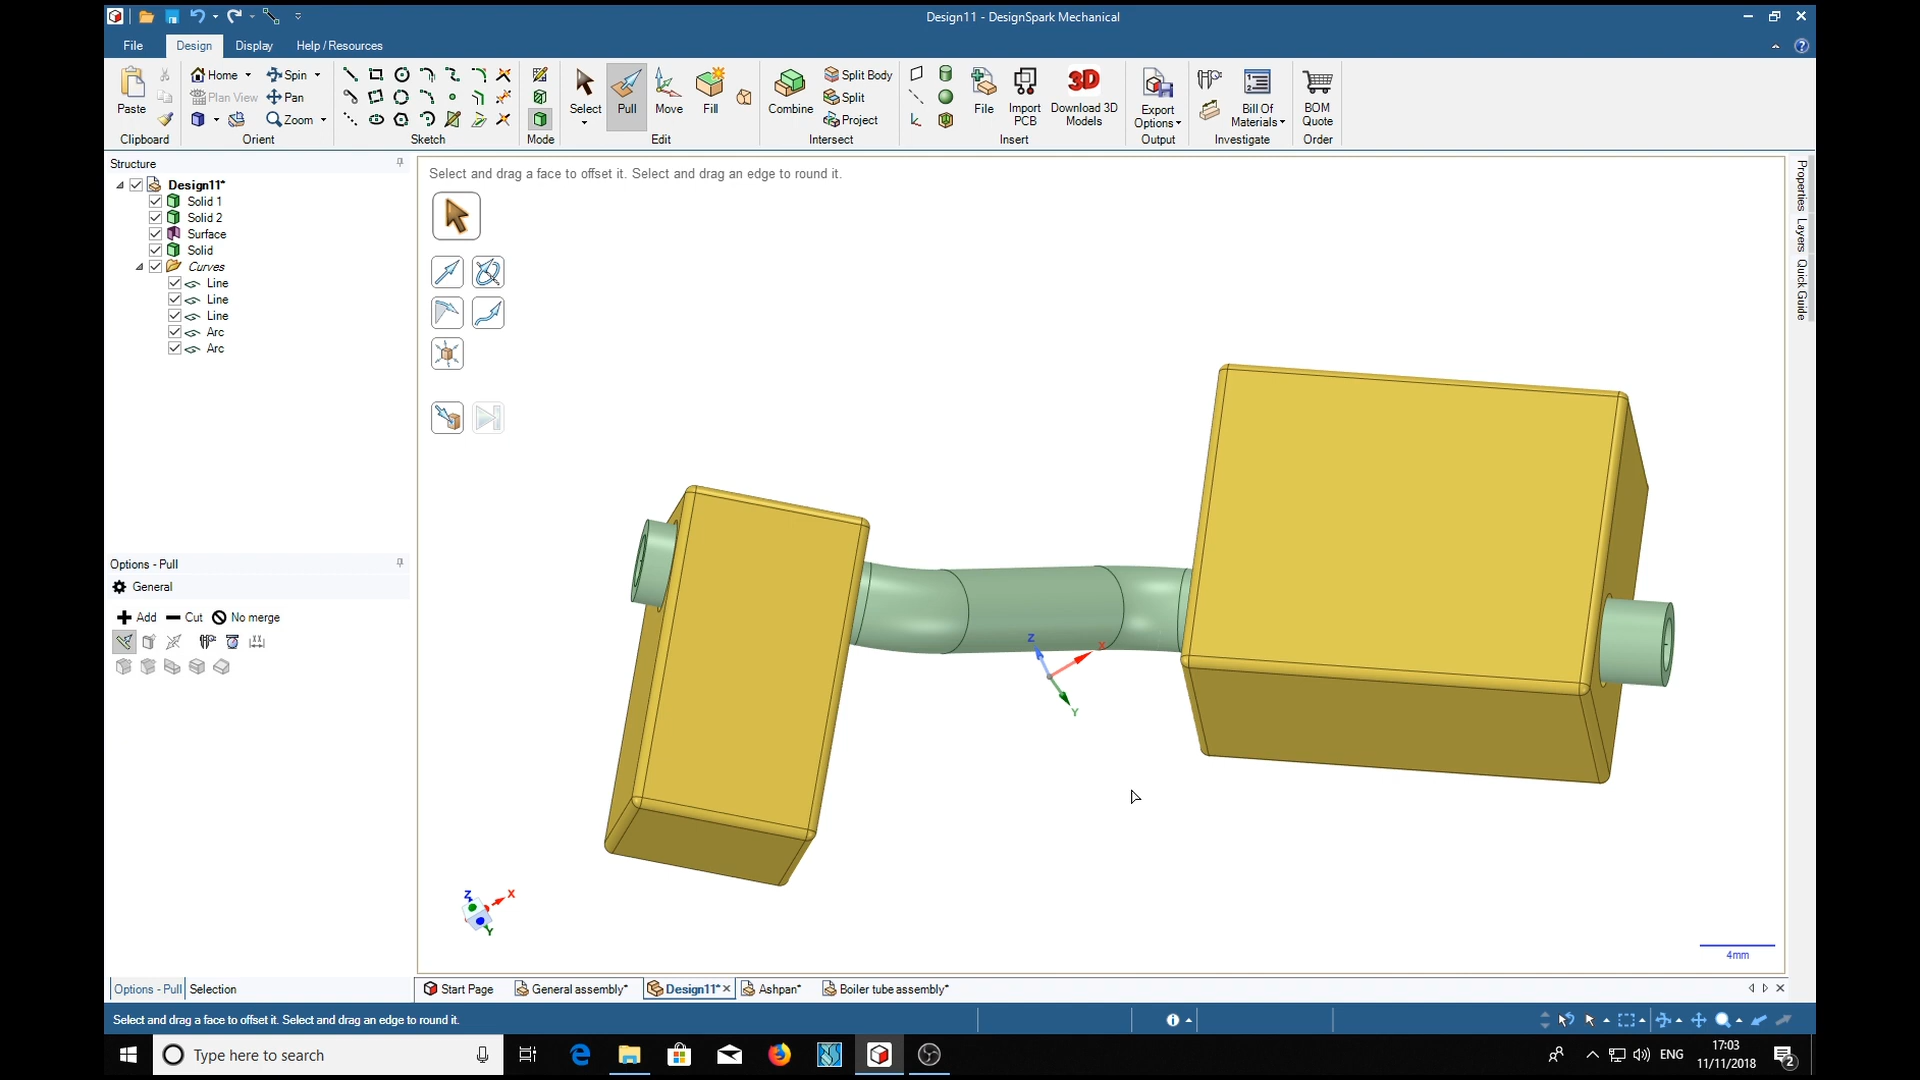 Design11 - DesignSpark Mechanical
File Design Display Help / Resources
Home Spin Split Body
Plan View Pan Split
Zoom Project
Paste Select Pull Move Fill Combine File Import PCB Download 3D Models Export Options Bill Of Materials BOM Quote
3D
Clipboard Orient Sketch Mode Edit Intersect Insert Output Investigate Order
Structure
Design11*
Solid 1
Solid 2
Surface
Solid
Curves
Line
Line
Line
Arc
Arc
Select and drag a face to offset it. Select and drag an edge to round it.
Properties
Layers
Quick Guide
Z
X
Y
Options - Pull
General
Add Cut No merge
Z
X
Y
4mm
Options - Pull Selection
Start Page General assembly* Design11* Ashpan* Boiler tube assembly*
Select and drag a face to offset it. Select and drag an edge to round it.
Type here to search
ENG
17:03
11/11/2018
2